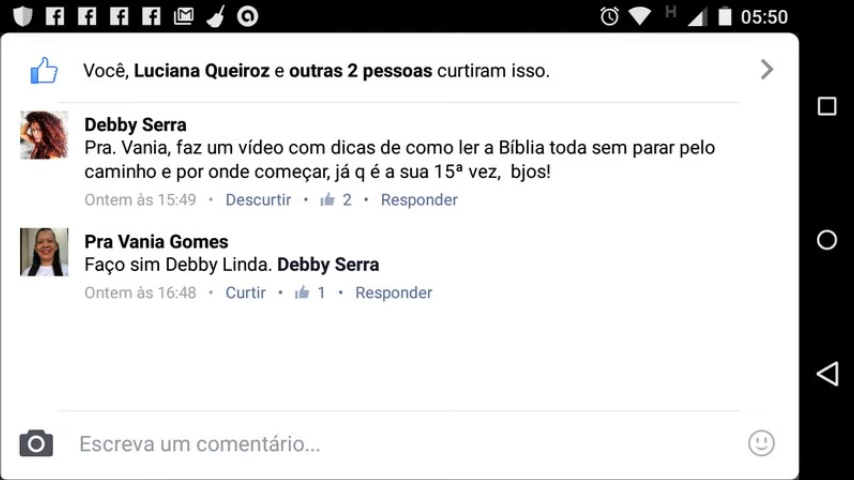 H 05:50
Você, Luciana Queiroz e outras 2 pessoas curtiram isso.
Debby Serra
Pra. Vania, faz um vídeo com dicas de como ler a Bíblia toda sem parar pelo
caminho e por onde começar, já q é a sua 15ª vez, bjos!
Ontem às 15:49 • Descurtir • 2 • Responder
Pra Vania Gomes
Faço sim Debby Linda. Debby Serra
Ontem às 16:48 • Curtir • 1 • Responder
Escreva um comentário...